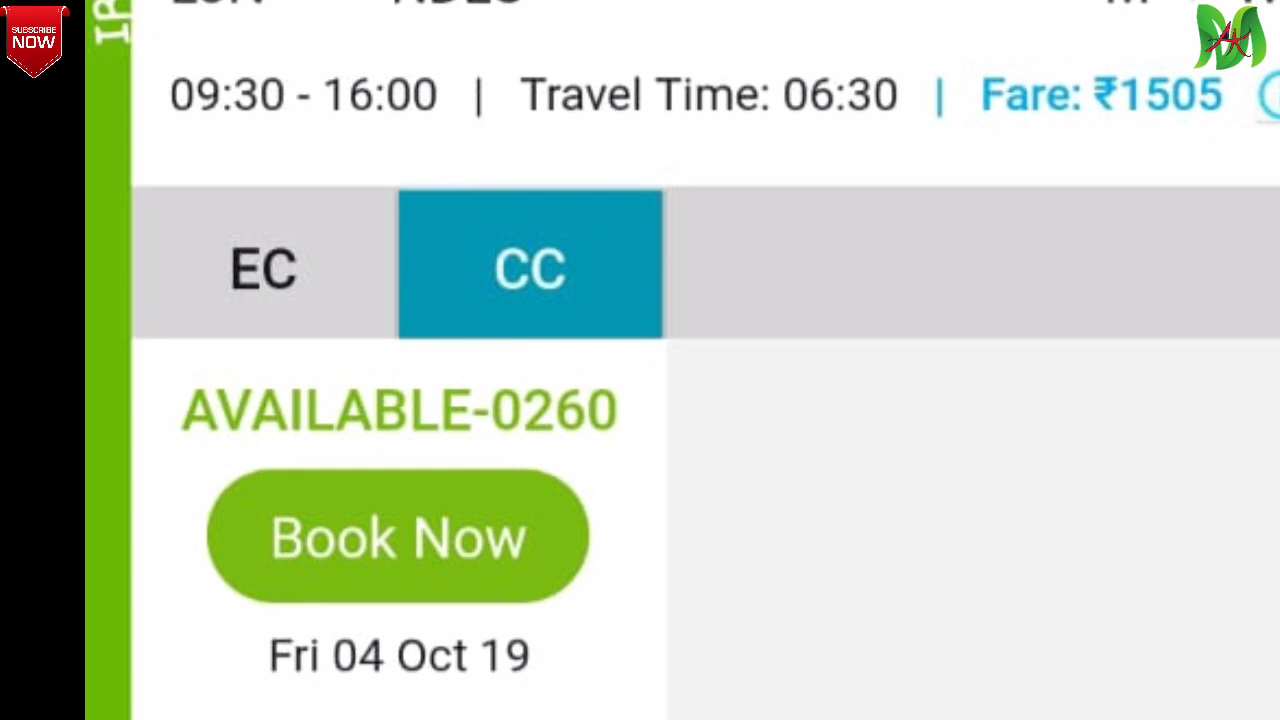 SUBSCRIBE
NOW
09:30 - 16:00 | Travel Time: 06:30 | Fare: ₹1505
EC CC
AVAILABLE-0260
Book Now
Fri 04 Oct 19